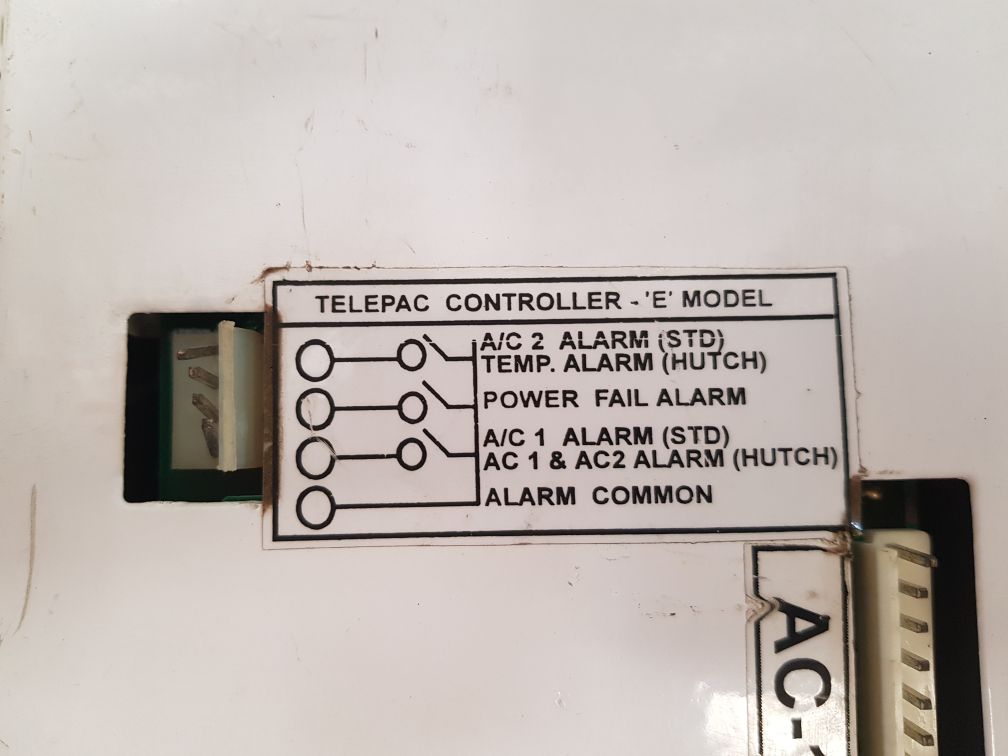 TELEPAC CONTROLLER - 'E' MODEL
A/C 2 ALARM (STD)
TEMP. ALARM (HUTCH)
POWER FAIL ALARM
A/C 1 ALARM (STD)
AC 1 & AC2 ALARM (HUTCH)
ALARM COMMON